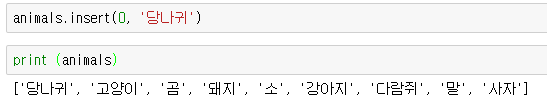 animals.insert(0, '당나귀')
print (animals)
['당나귀', '고양이', '곰', '돼지', '소', '강아지', '다람쥐', '말', '사자']